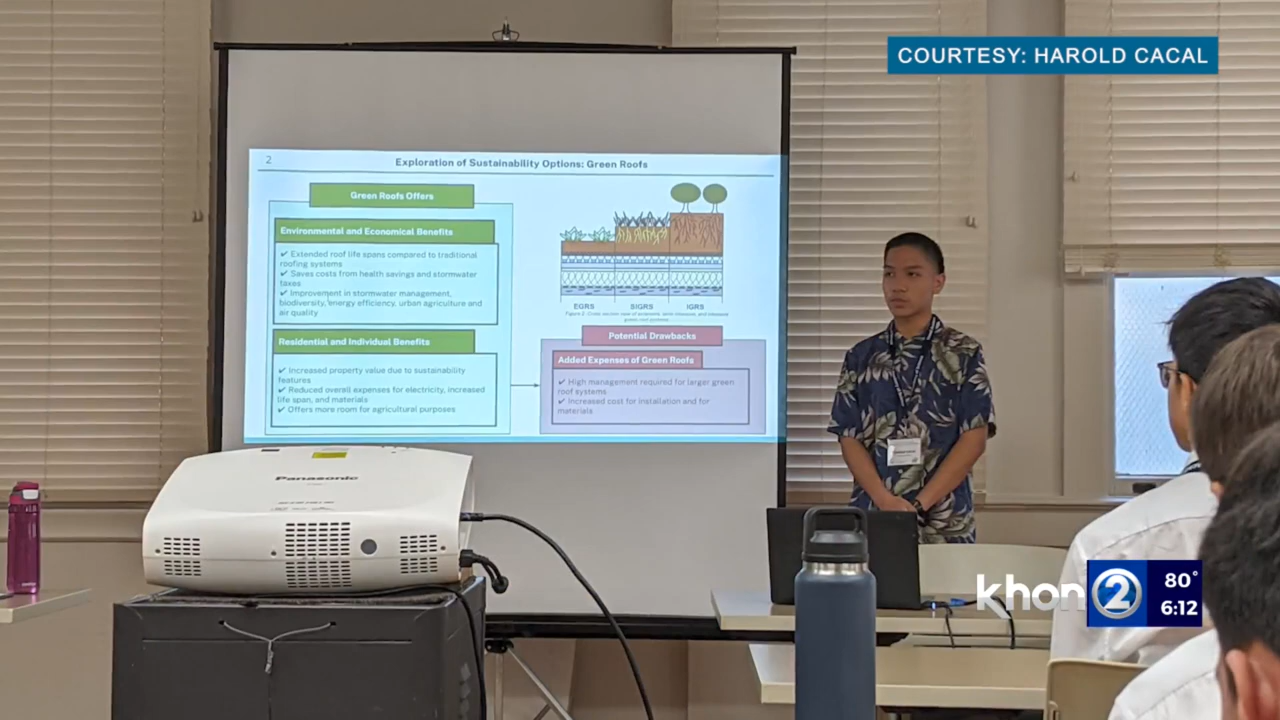 COURTESY: HAROLD CACAL
2
Exploration of Sustainability Options: Green Roofs
Green Roofs Offers
Environmental and Economical Benefits
✔ Extended roof life spans compared to traditional
roofing systems
✔ Saves costs from health savings and stormwater
taxes
✔ Improvement in stormwater management,
biodiversity, energy efficiency, urban agriculture and
air quality
Residential and Individual Benefits
✔ Increased property value due to sustainability
features
✔ Reduced overall expenses for electricity, increased
life span, and materials
✔ Offers more room for agricultural purposes
EGRS SIGRS IGRS
Potential Drawbacks
Added Expenses of Green Roofs
✔ High management required for larger green
roof systems
✔ Increased cost for installation and for
materials
Panasonic
khon 2
80°
6:12